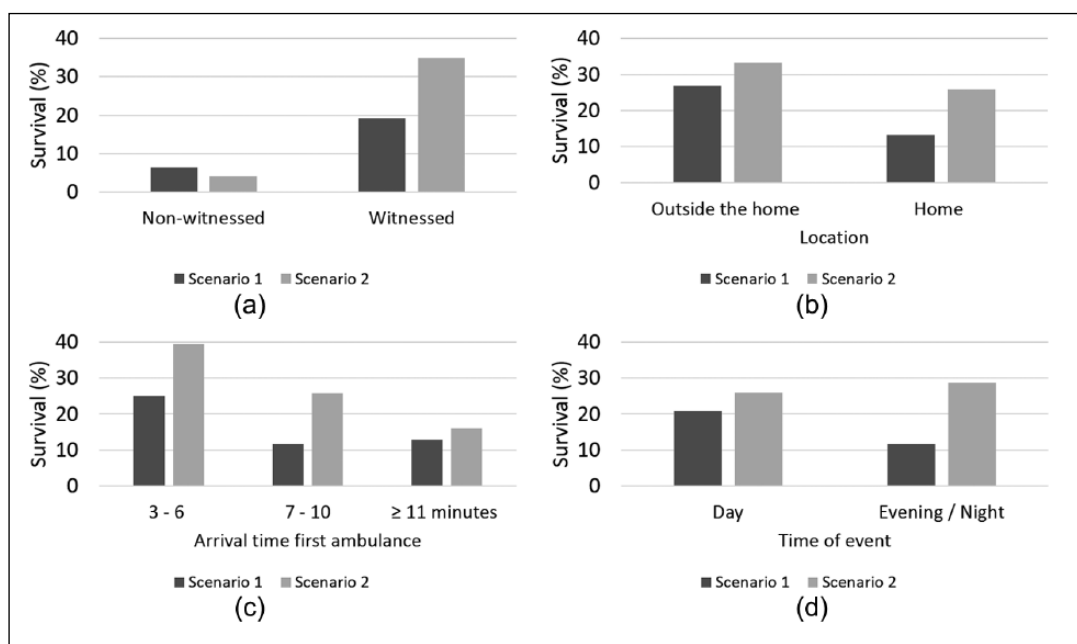 40
30
20
10
0
Survival (%)
Non-witnessed Witnessed
Scenario 1 Scenario 2
(a)
40
30
20
10
0
Survival (%)
Outside the home Home
Location
Scenario 1 Scenario 2
(b)
40
30
20
10
0
Survival (%)
3 - 6 7 - 10 ≥ 11 minutes
Arrival time first ambulance
Scenario 1 Scenario 2
(c)
40
30
20
10
0
Survival (%)
Day Evening / Night
Time of event
Scenario 1 Scenario 2
(d)